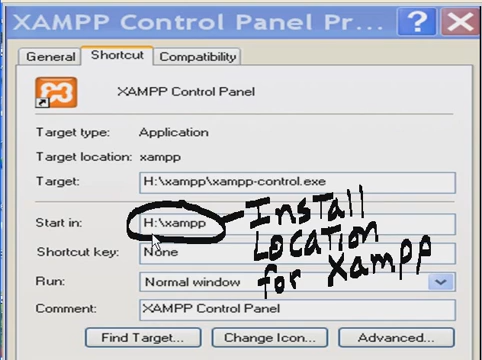 XAMPP Control Panel Pr... ? X
General Shortcut Compatibility
XAMPP Control Panel
Target type: Application
Target location: xampp
Target: H:\xampp\xampp-control.exe
Start in: H:\xampp
Install
Location
for Xampp
Shortcut key: None
Run: Normal window
Comment: XAMPP Control Panel
Find Target... Change Icon... Advanced...